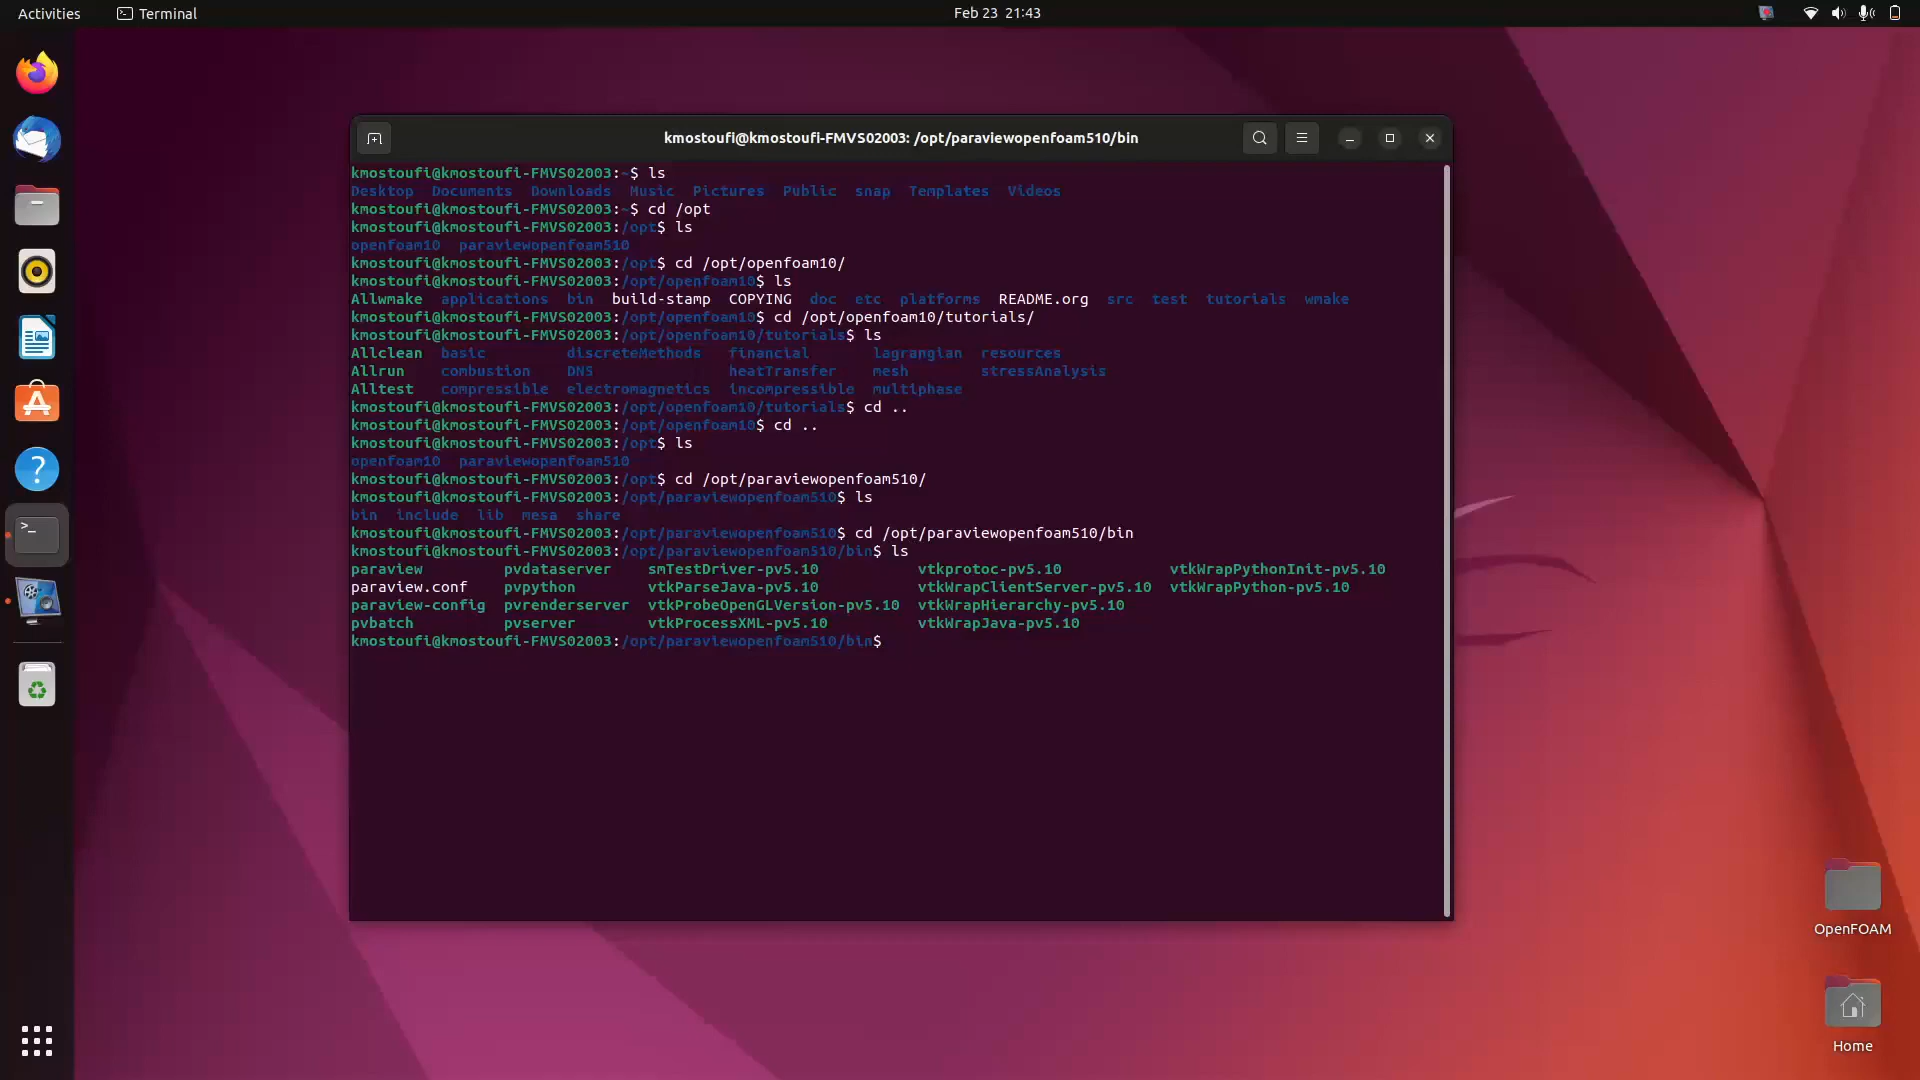 Activities Terminal Feb 23 21:43
kmostoufi@kmostoufi-FMVS02003: /opt/paraviewopenfoam510/bin
kmostoufi@kmostoufi-FMVS02003:~$ ls
Desktop Documents Downloads Music Pictures Public snap Templates Videos
kmostoufi@kmostoufi-FMVS02003:~$ cd /opt
kmostoufi@kmostoufi-FMVS02003:/opt$ ls
openfoam10 paraviewopenfoam510
kmostoufi@kmostoufi-FMVS02003:/opt$ cd /opt/openfoam10/
kmostoufi@kmostoufi-FMVS02003:/opt/openfoam10$ ls
Allwmake applications bin build-stamp COPYING doc etc platforms README.org src test tutorials wmake
kmostoufi@kmostoufi-FMVS02003:/opt/openfoam10$ cd /opt/openfoam10/tutorials/
kmostoufi@kmostoufi-FMVS02003:/opt/openfoam10/tutorials$ ls
Allclean basic discreteMethods financial lagrangian resources
Allrun combustion DNS heatTransfer mesh stressAnalysis
Alltest compressible electromagnetics incompressible multiphase
kmostoufi@kmostoufi-FMVS02003:/opt/openfoam10/tutorials$ cd ..
kmostoufi@kmostoufi-FMVS02003:/opt/openfoam10$ cd ..
kmostoufi@kmostoufi-FMVS02003:/opt$ ls
openfoam10 paraviewopenfoam510
kmostoufi@kmostoufi-FMVS02003:/opt$ cd /opt/paraviewopenfoam510/
kmostoufi@kmostoufi-FMVS02003:/opt/paraviewopenfoam510$ ls
bin include lib mesa share
kmostoufi@kmostoufi-FMVS02003:/opt/paraviewopenfoam510$ cd /opt/paraviewopenfoam510/bin
kmostoufi@kmostoufi-FMVS02003:/opt/paraviewopenfoam510/bin$ ls
paraview pvdataserver smTestDriver-pv5.10 vtkprotoc-pv5.10 vtkWrapPythonInit-pv5.10
paraview.conf pvpython vtkParseJava-pv5.10 vtkWrapClientServer-pv5.10 vtkWrapPython-pv5.10
paraview-config pvrenderserver vtkProbeOpenGLVersion-pv5.10 vtkWrapHierarchy-pv5.10
pvbatch pvserver vtkProcessXML-pv5.10 vtkWrapJava-pv5.10
kmostoufi@kmostoufi-FMVS02003:/opt/paraviewopenfoam510/bin$
OpenFOAM
Home